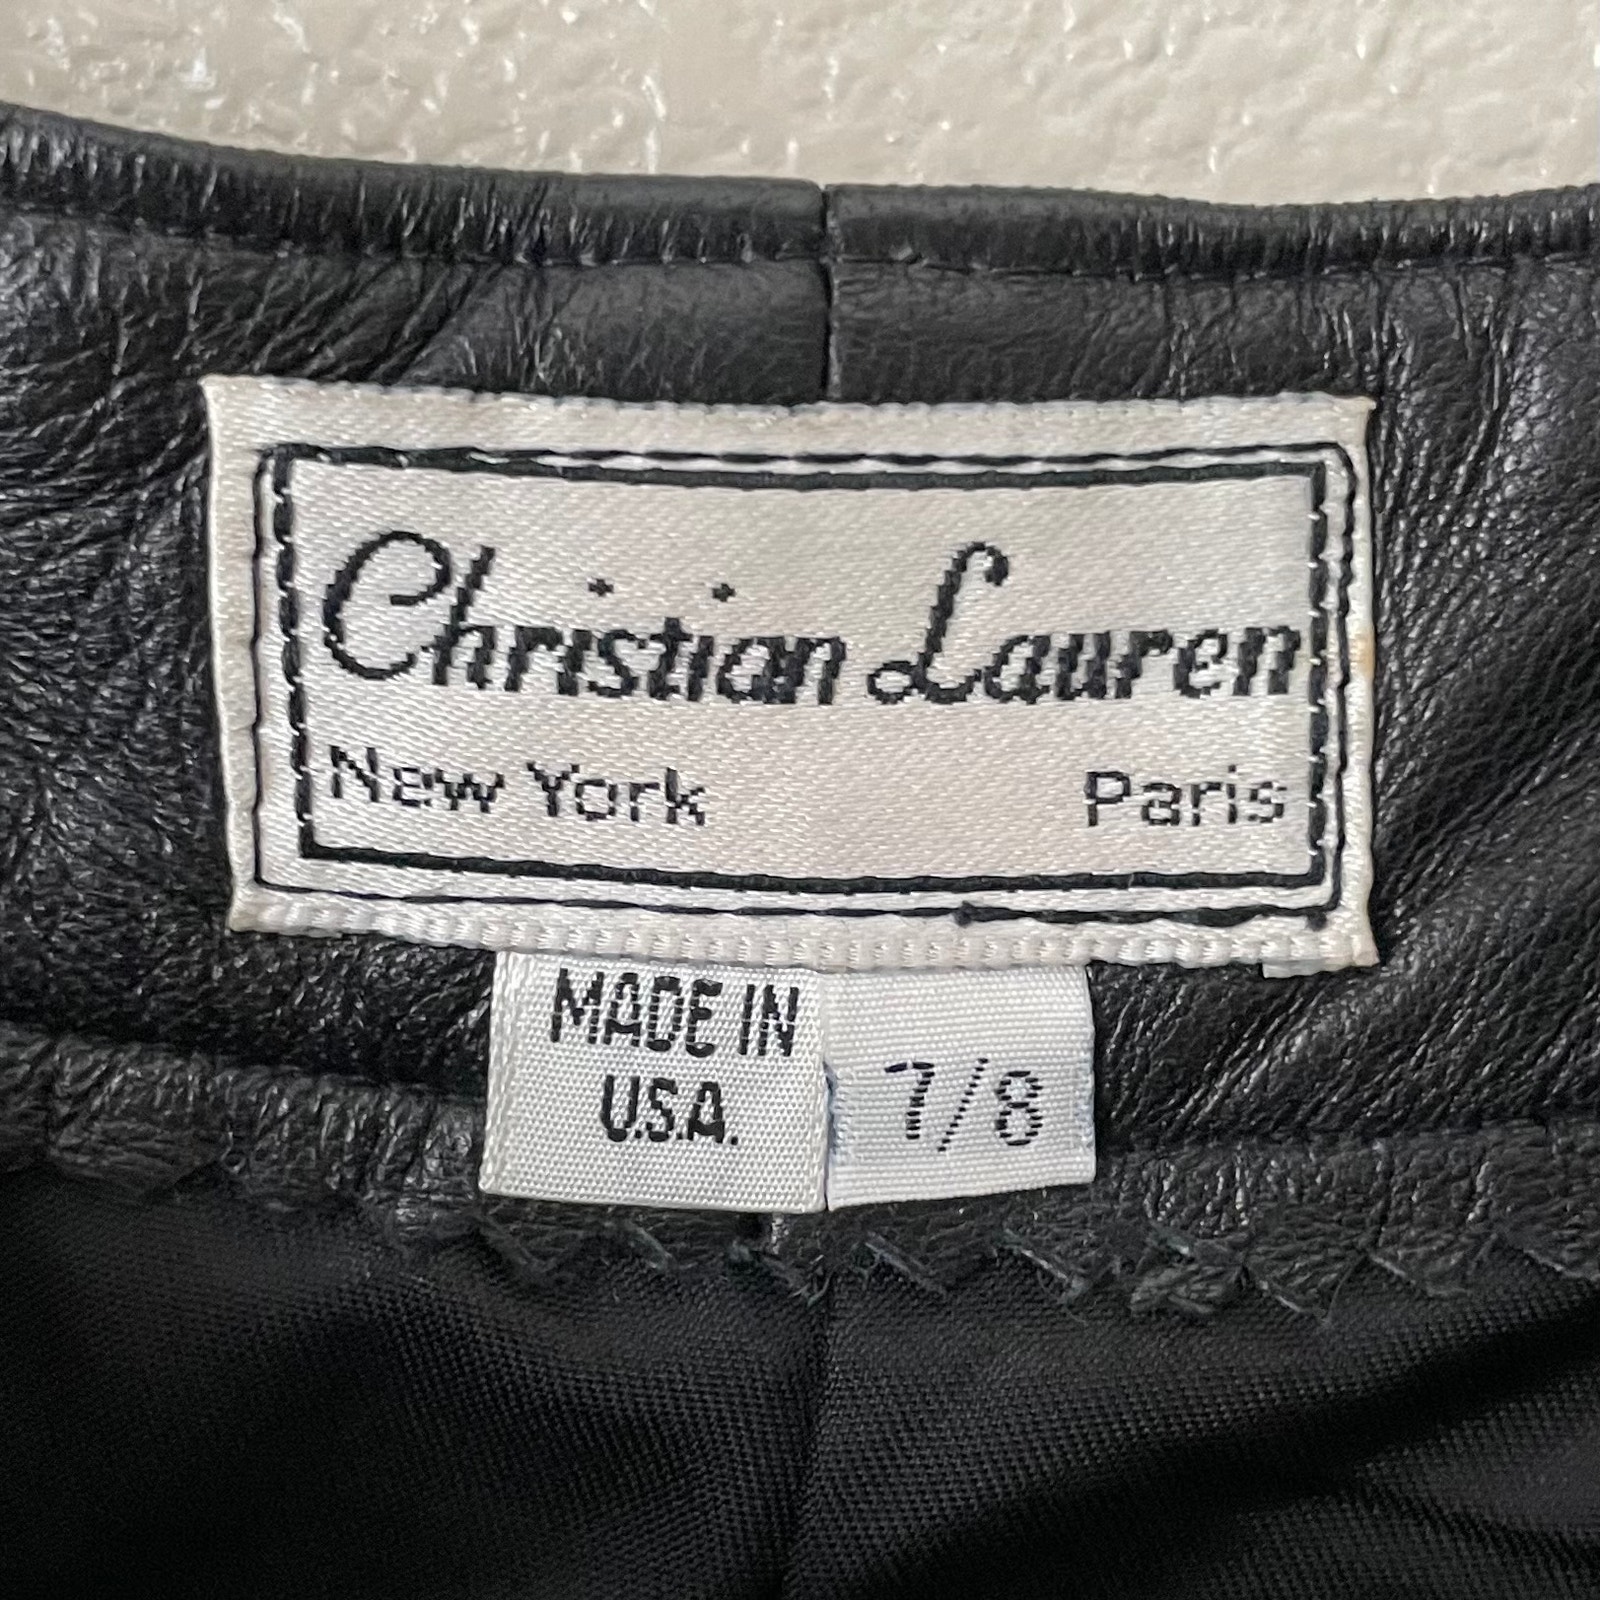 Christian Lauren
New York Paris
MADE IN
U.S.A.
7/8